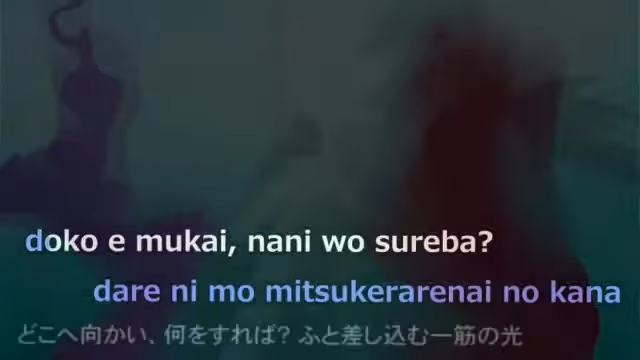 doko e mukai, nani wo sureba?
dare ni mo mitsukerarenai no kana
どこへ向かい、何をすれば? ふと差し込む一筋の光